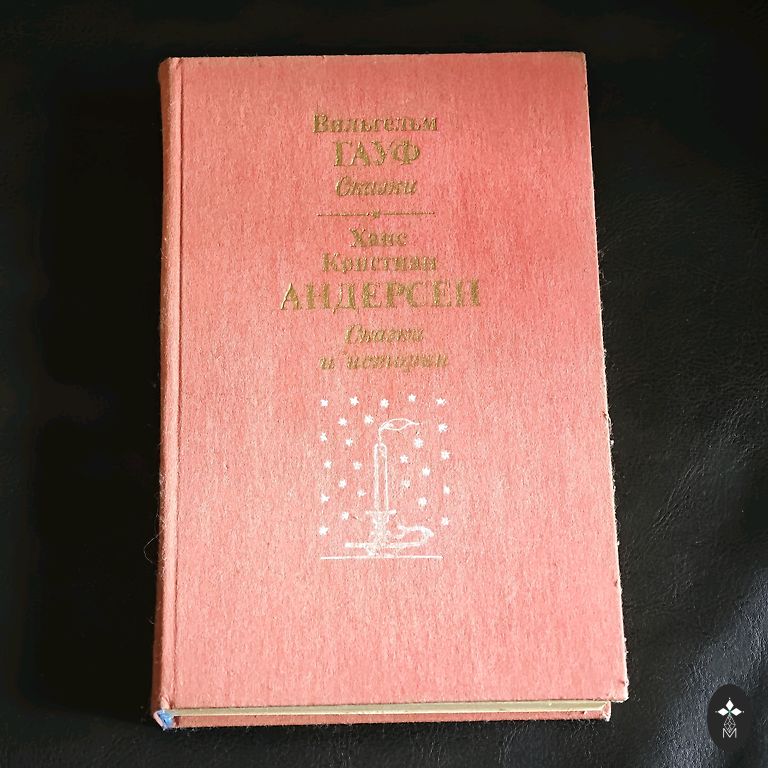 Вильгельм
ГАУФ
Сказки
Ханс
Кристиан
АНДЕРСЕН
Сказки
и истории
M